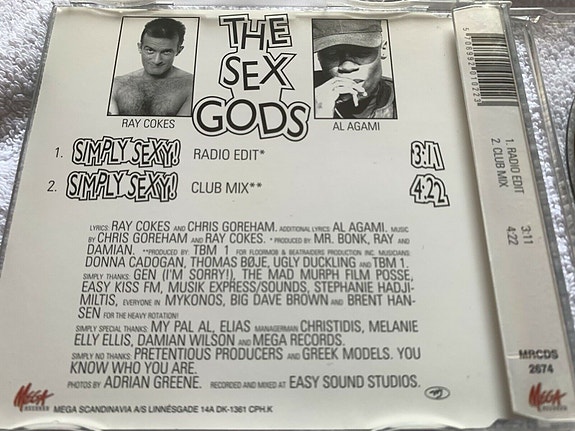 THE
SEX
GODS
RAY COKES
AL AGAMI
1. SIMPLY SEXY! RADIO EDIT* 3:11
2. SIMPLY SEXY! CLUB MIX** 4:22
LYRICS: RAY COKES AND CHRIS GOREHAM. ADDITIONAL LYRICS: AL AGAMI. MUSIC
BY CHRIS GOREHAM AND RAY COKES. * PRODUCED BY MR. BONK, RAY AND
DAMIAN. **PRODUCED BY TBM 1 FOR FLOORMOB & BEATRAIDERS PRODUCTION INC. MUSICIANS:
DONNA CADOGAN, THOMAS BØJE, UGLY DUCKLING AND TBM 1.
SIMPLY THANKS: GEN (I'M SORRY!), THE MAD MURPH FILM POSSE,
EASY KISS FM, MUSIK EXPRESS/SOUNDS, STEPHANIE HADJI-
MILTIS, EVERYONE IN MYKONOS, BIG DAVE BROWN AND BRENT HAN-
SEN FOR THE HEAVY ROTATION!
SIMPLY SPECIAL THANKS: MY PAL AL, ELIAS MANAGERMAN CHRISTIDIS, MELANIE
ELLY ELLIS, DAMIAN WILSON AND MEGA RECORDS.
SIMPLY NO THANKS: PRETENTIOUS PRODUCERS AND GREEK MODELS. YOU
KNOW WHO YOU ARE.
PHOTOS BY ADRIAN GREENE. RECORDED AND MIXED AT EASY SOUND STUDIOS.
MEGA
RECORDS
MEGA SCANDINAVIA A/S LINNÉSGADE 14A DK-1361 CPH.K
5708992010223
1. RADIO EDIT 3:11
2. CLUB MIX 4:22
MRCDS
2674
MEGA
RECORDS